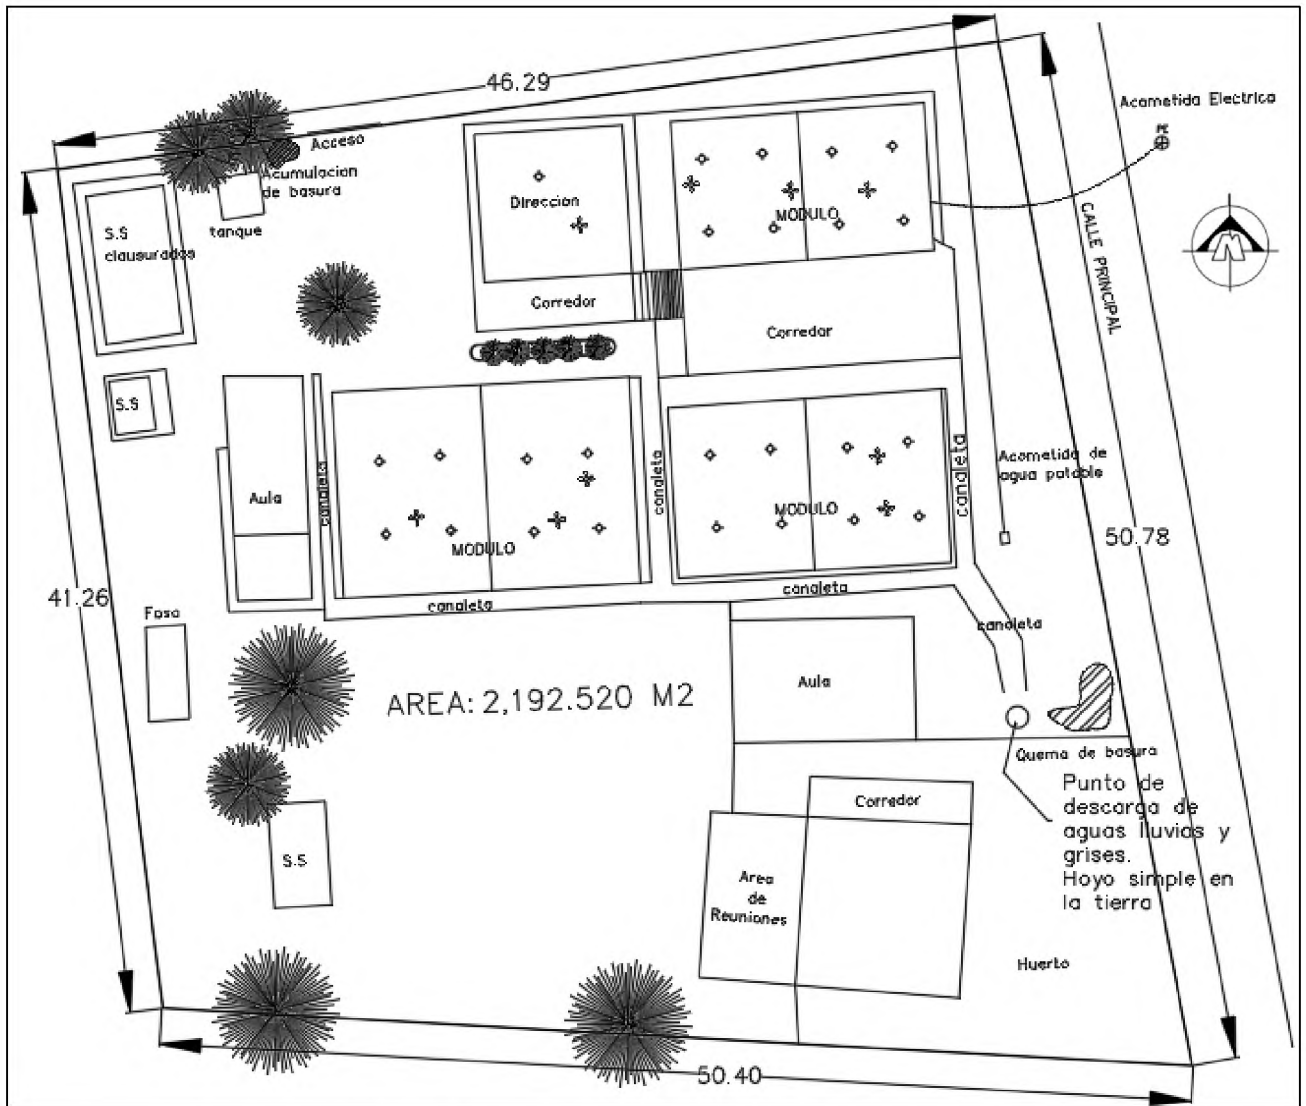 46.29
Acometida Electrica
Acceso
Acumulacion
de basura
Direccion
MODULO
S.S
clausurados
tanque
CALLE PRINCIPAL
Corredor
Corredor
S.S
canaleta
canaleta
canaleta
Acometida de
agua potable
Aula
MODULO
MODULO
50.78
41.26
canaleta
canaleta
Fosa
canaleta
Aula
AREA: 2,192.520 M2
Quema de basura
Punto de
descarga de
aguas lluvias y
grises.
Hoyo simple en
la tierra
Corredor
S.S
Area
de
Reuniones
Huerto
50.40